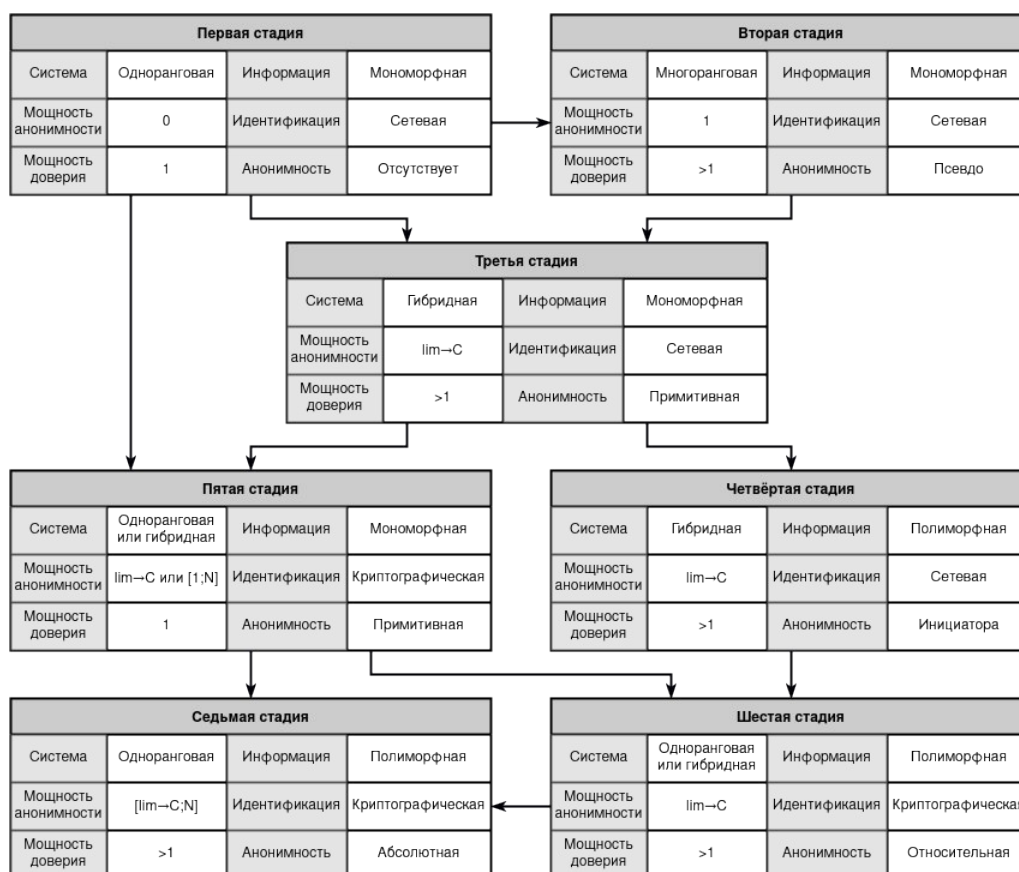 Первая стадия
Система Одноранговая Информация Мономорфная
Мощность анонимности 0 Идентификация Сетевая
Мощность доверия 1 Анонимность Отсутствует
Вторая стадия
Система Многоранговая Информация Мономорфная
Мощность анонимности 1 Идентификация Сетевая
Мощность доверия >1 Анонимность Псевдо
Третья стадия
Система Гибридная Информация Мономорфная
Мощность анонимности lim→C Идентификация Сетевая
Мощность доверия >1 Анонимность Примитивная
Пятая стадия
Система Одноранговая или гибридная Информация Мономорфная
Мощность анонимности lim→C или [1;N] Идентификация Криптографическая
Мощность доверия 1 Анонимность Примитивная
Четвёртая стадия
Система Гибридная Информация Полиморфная
Мощность анонимности lim→C Идентификация Сетевая
Мощность доверия >1 Анонимность Инициатора
Седьмая стадия
Система Одноранговая Информация Полиморфная
Мощность анонимности [lim→C;N] Идентификация Криптографическая
Мощность доверия >1 Анонимность Абсолютная
Шестая стадия
Система Одноранговая или гибридная Информация Полиморфная
Мощность анонимности lim→C Идентификация Криптографическая
Мощность доверия >1 Анонимность Относительная